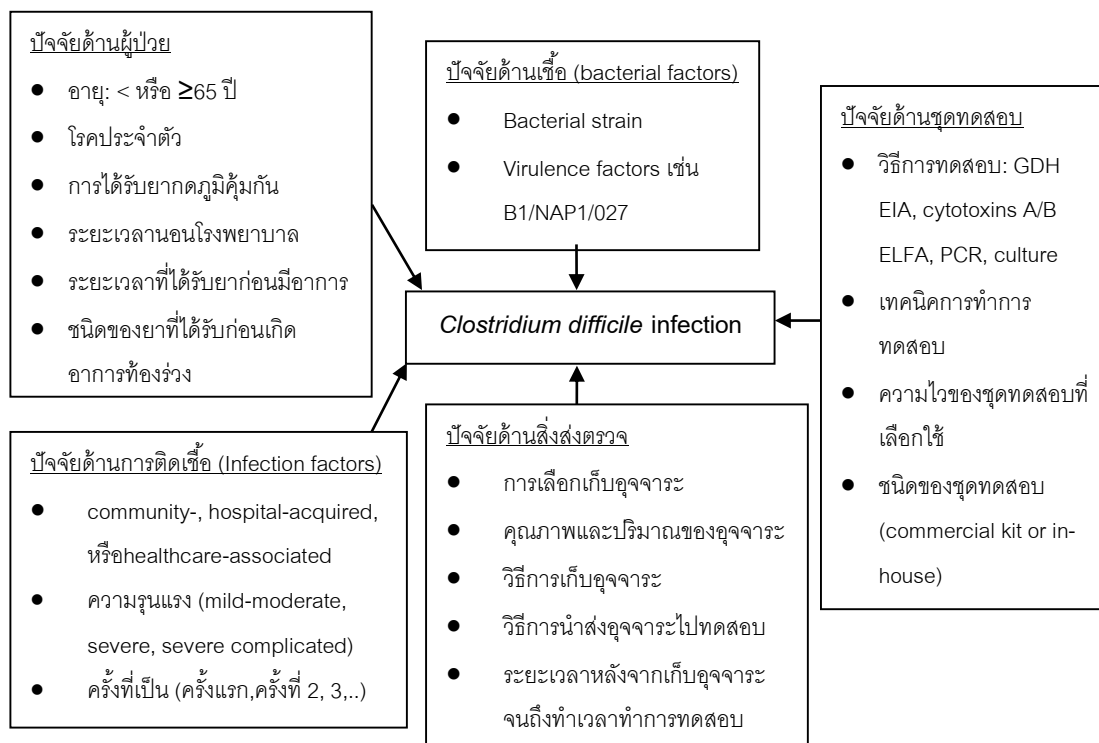 ปัจจัยด้านผู้ป่วย
● อายุ: < หรือ ≥65 ปี
● โรคประจำตัว
● การได้รับยากดภูมิคุ้มกัน
● ระยะเวลานอนโรงพยาบาล
● ระยะเวลาที่ได้รับยาก่อนมีอาการ
● ชนิดของยาที่ได้รับก่อนเกิด
อาการท้องร่วง
ปัจจัยด้านเชื้อ (bacterial factors)
● Bacterial strain
● Virulence factors เช่น
B1/NAP1/027
ปัจจัยด้านชุดทดสอบ
● วิธีการทดสอบ: GDH
EIA, cytotoxins A/B
ELFA, PCR, culture
● เทคนิคการทำการ
ทดสอบ
● ความไวของชุดทดสอบที่
เลือกใช้
● ชนิดของชุดทดสอบ
(commercial kit or in-
house)
Clostridium difficile infection
ปัจจัยด้านการติดเชื้อ (Infection factors)
● community-, hospital-acquired,
หรือhealthcare-associated
● ความรุนแรง (mild-moderate,
severe, severe complicated)
● ครั้งที่เป็น (ครั้งแรก,ครั้งที่ 2, 3,..)
ปัจจัยด้านสิ่งส่งตรวจ
● การเลือกเก็บอุจจาระ
● คุณภาพและปริมาณของอุจจาระ
● วิธีการเก็บอุจจาระ
● วิธีการนำส่งอุจจาระไปทดสอบ
● ระยะเวลาหลังจากเก็บอุจจาระ
จนถึงทำเวลาทำการทดสอบ